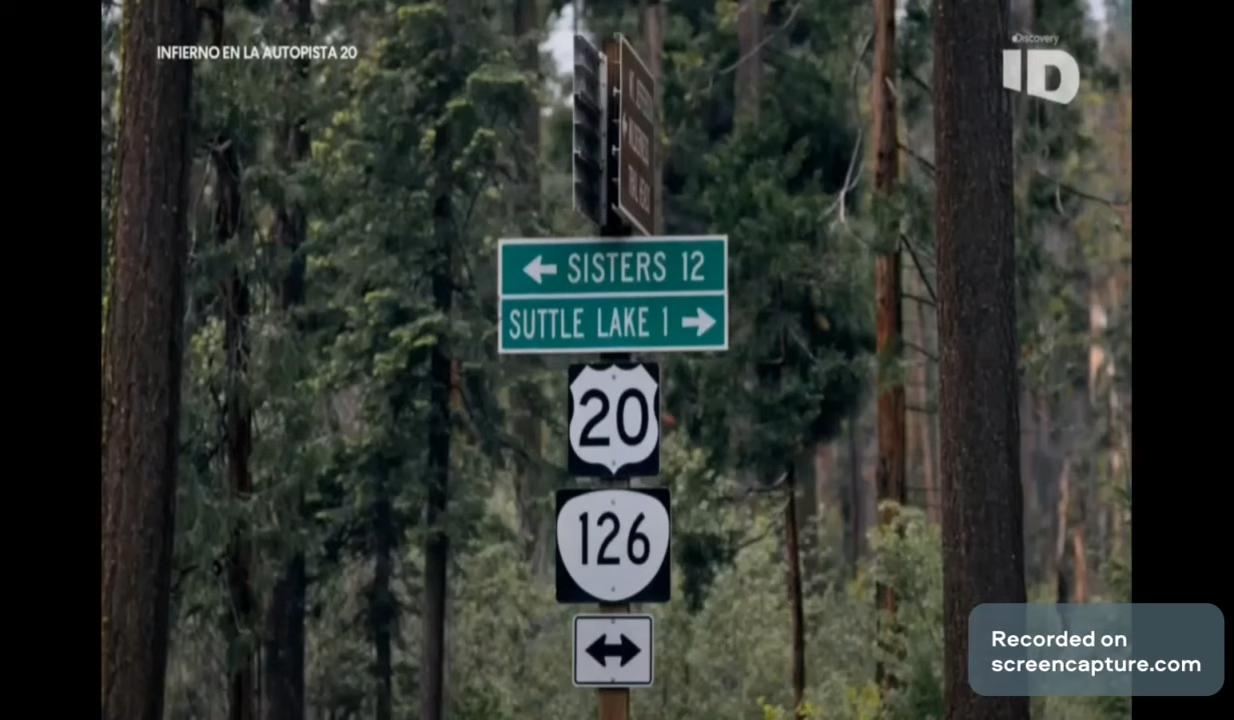 INFIERNO EN LA AUTOPISTA 20
Discovery
ID
SISTERS 12
SUTTLE LAKE 1
20
126
Recorded on
screencapture.com